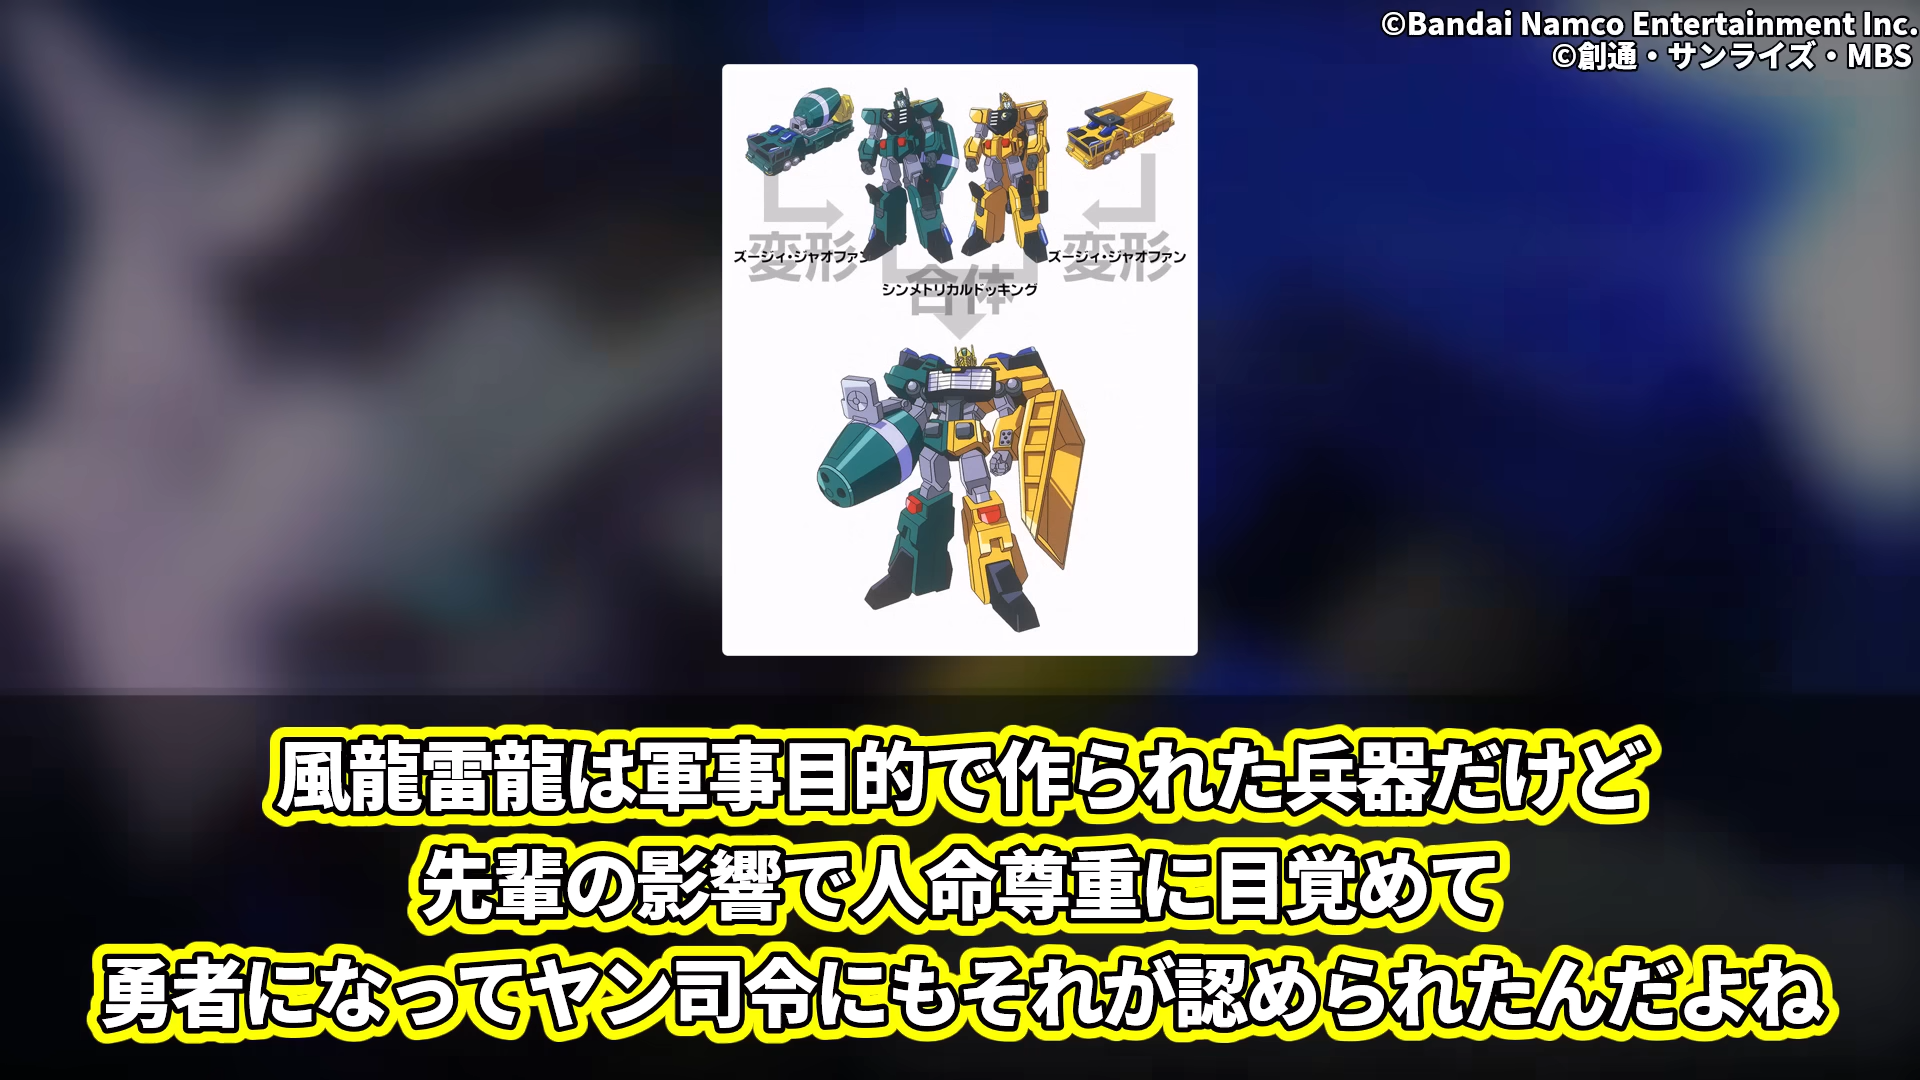 ©Bandai Namco Entertainment Inc.
©創通・サンライズ・MBS
変形
ズージィ・ジャオファン
変形
ズージィ・ジャオファン
合体
シンメトリカルドッキング
風龍雷龍は軍事目的で作られた兵器だけど
先輩の影響で人命尊重に目覚めて
勇者になってヤン司令にもそれが認められたんだよね